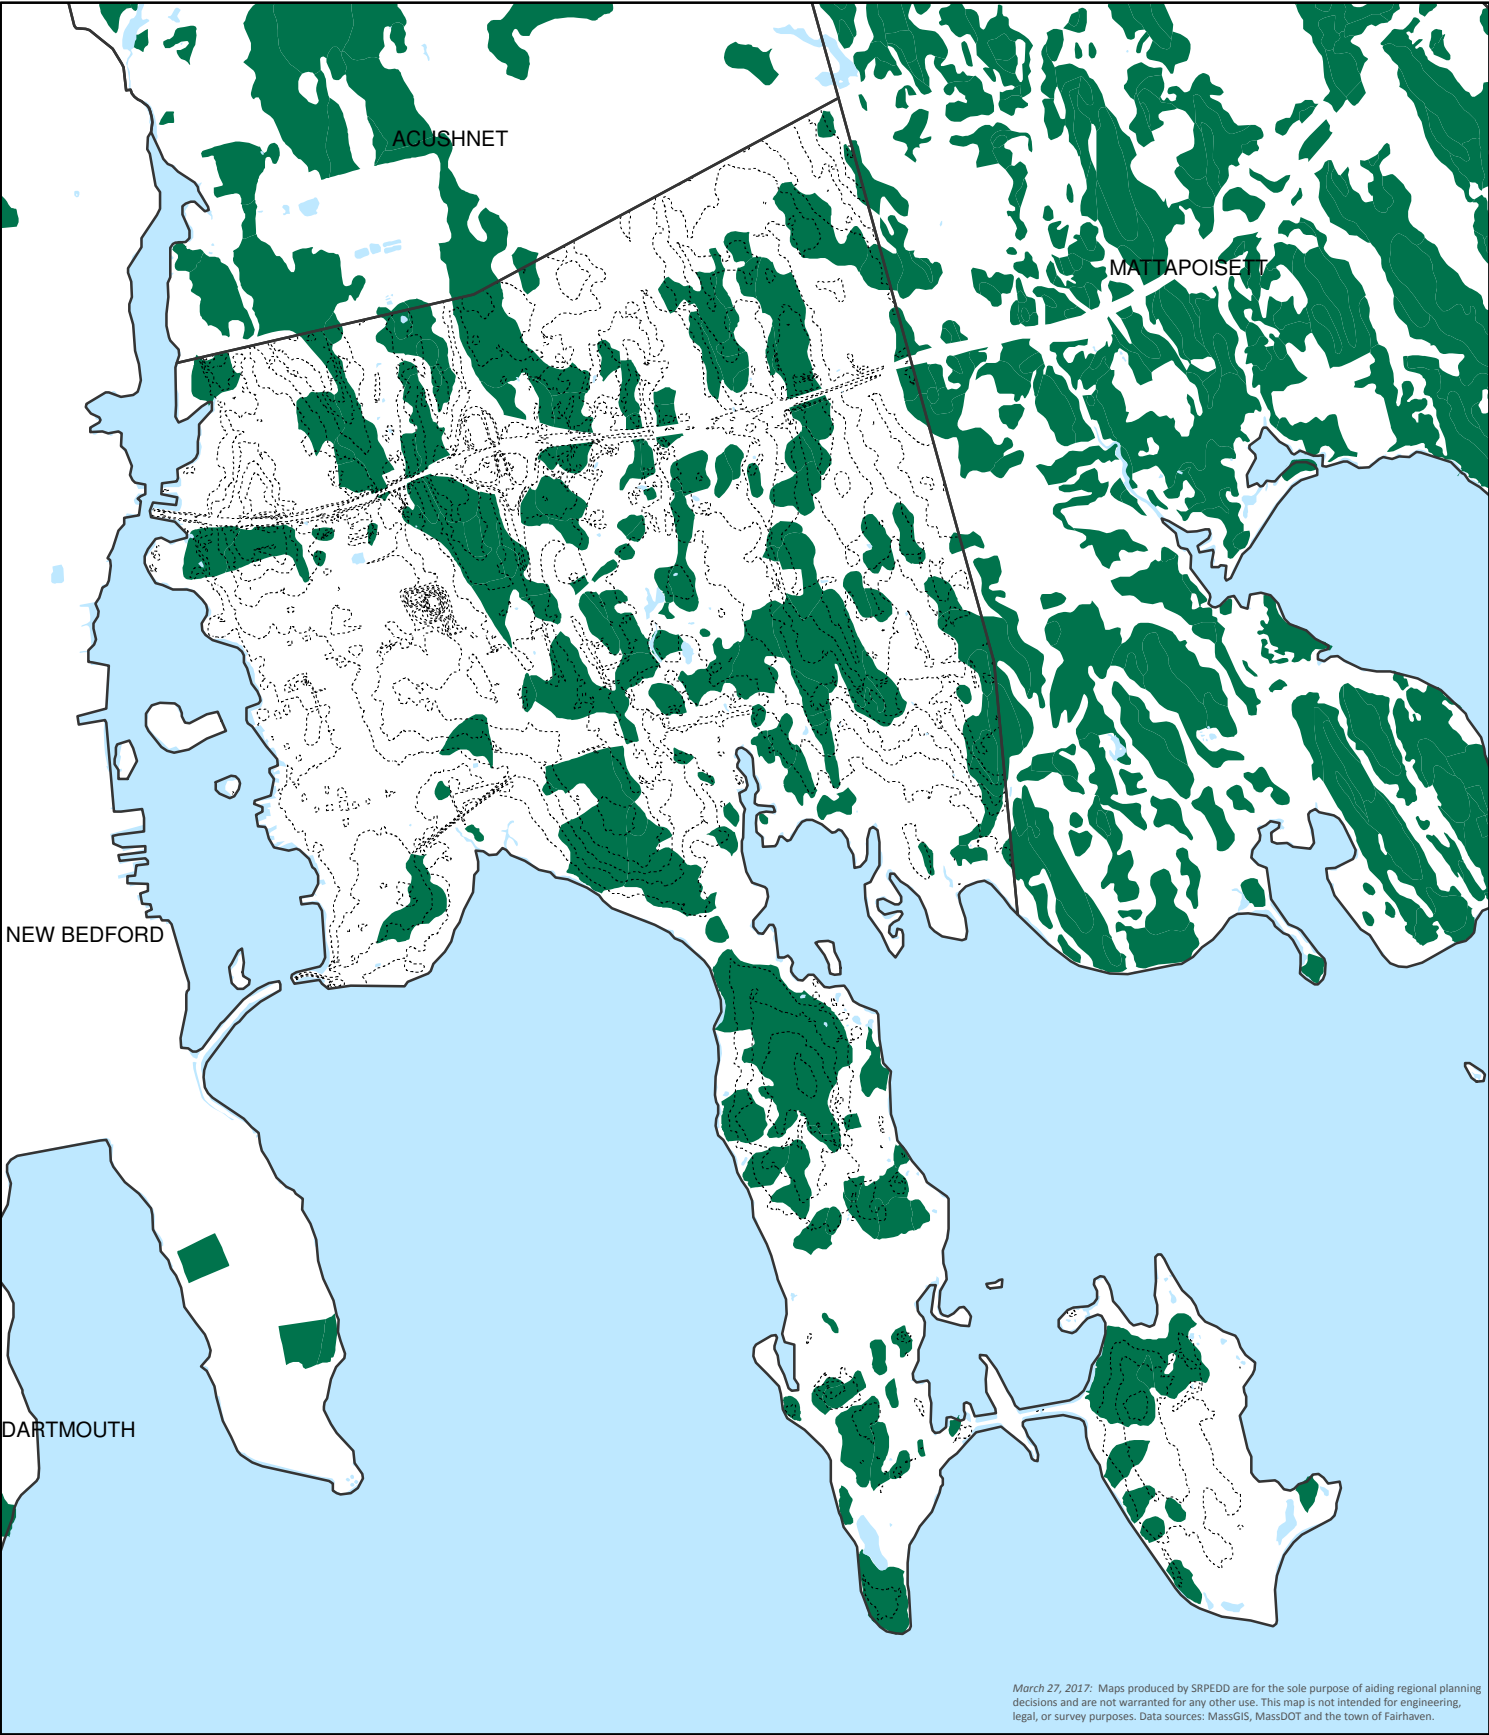 ACUSHNET
MATTAPOISETT
NEW BEDFORD
DARTMOUTH
March 27, 2017: Maps produced by SRPEDD are for the sole purpose of aiding regional planning
decisions and are not warranted for any other use. This map is not intended for engineering,
legal, or survey purposes. Data sources: MassGIS, MassDOT and the town of Fairhaven.